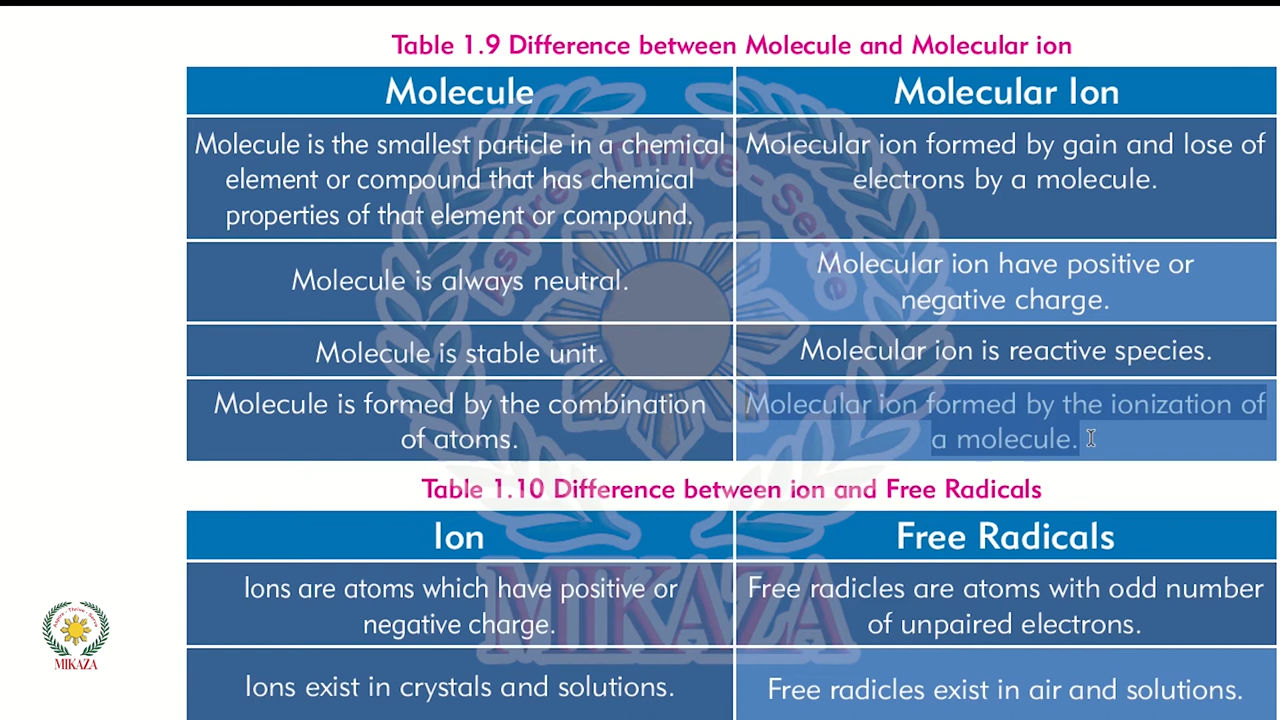 Table 1.9 Difference between Molecule and Molecular ion
Molecule
Molecular Ion
Molecule is the smallest particle in a chemical
element or compound that has chemical
properties of that element or compound.
Molecular ion formed by gain and lose of
electrons by a molecule.
Molecule is always neutral.
Molecular ion have positive or
negative charge.
Molecule is stable unit.
Molecular ion is reactive species.
Molecule is formed by the combination
of atoms.
Molecular ion formed by the ionization of
a molecule.
Table 1.10 Difference between ion and Free Radicals
Ion
Free Radicals
Ions are atoms which have positive or
negative charge.
Free radicles are atoms with odd number
of unpaired electrons.
Ions exist in crystals and solutions.
Free radicles exist in air and solutions.
Aspire - Thrive - Serve
MIKAZA
Aspire - Thrive - Serve
MIKAZA